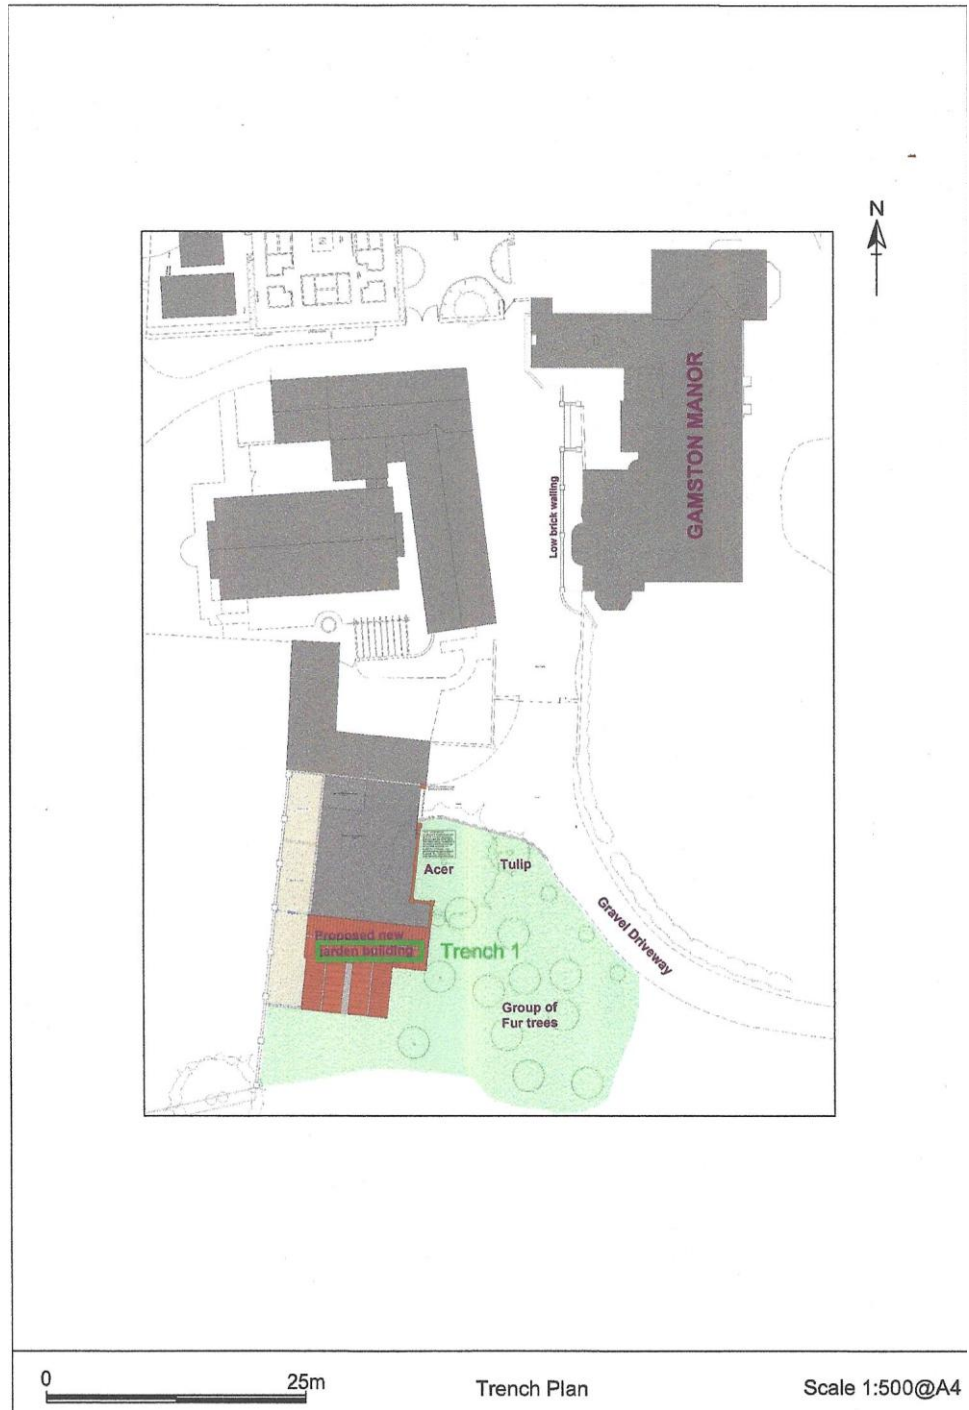 N
GAMSTON MANOR
Low brick walling
Acer
Tulip
Gravel Driveway
Proposed new
jarden building
Trench 1
Group of
Fur trees
0
25m
Trench Plan
Scale 1:500@A4